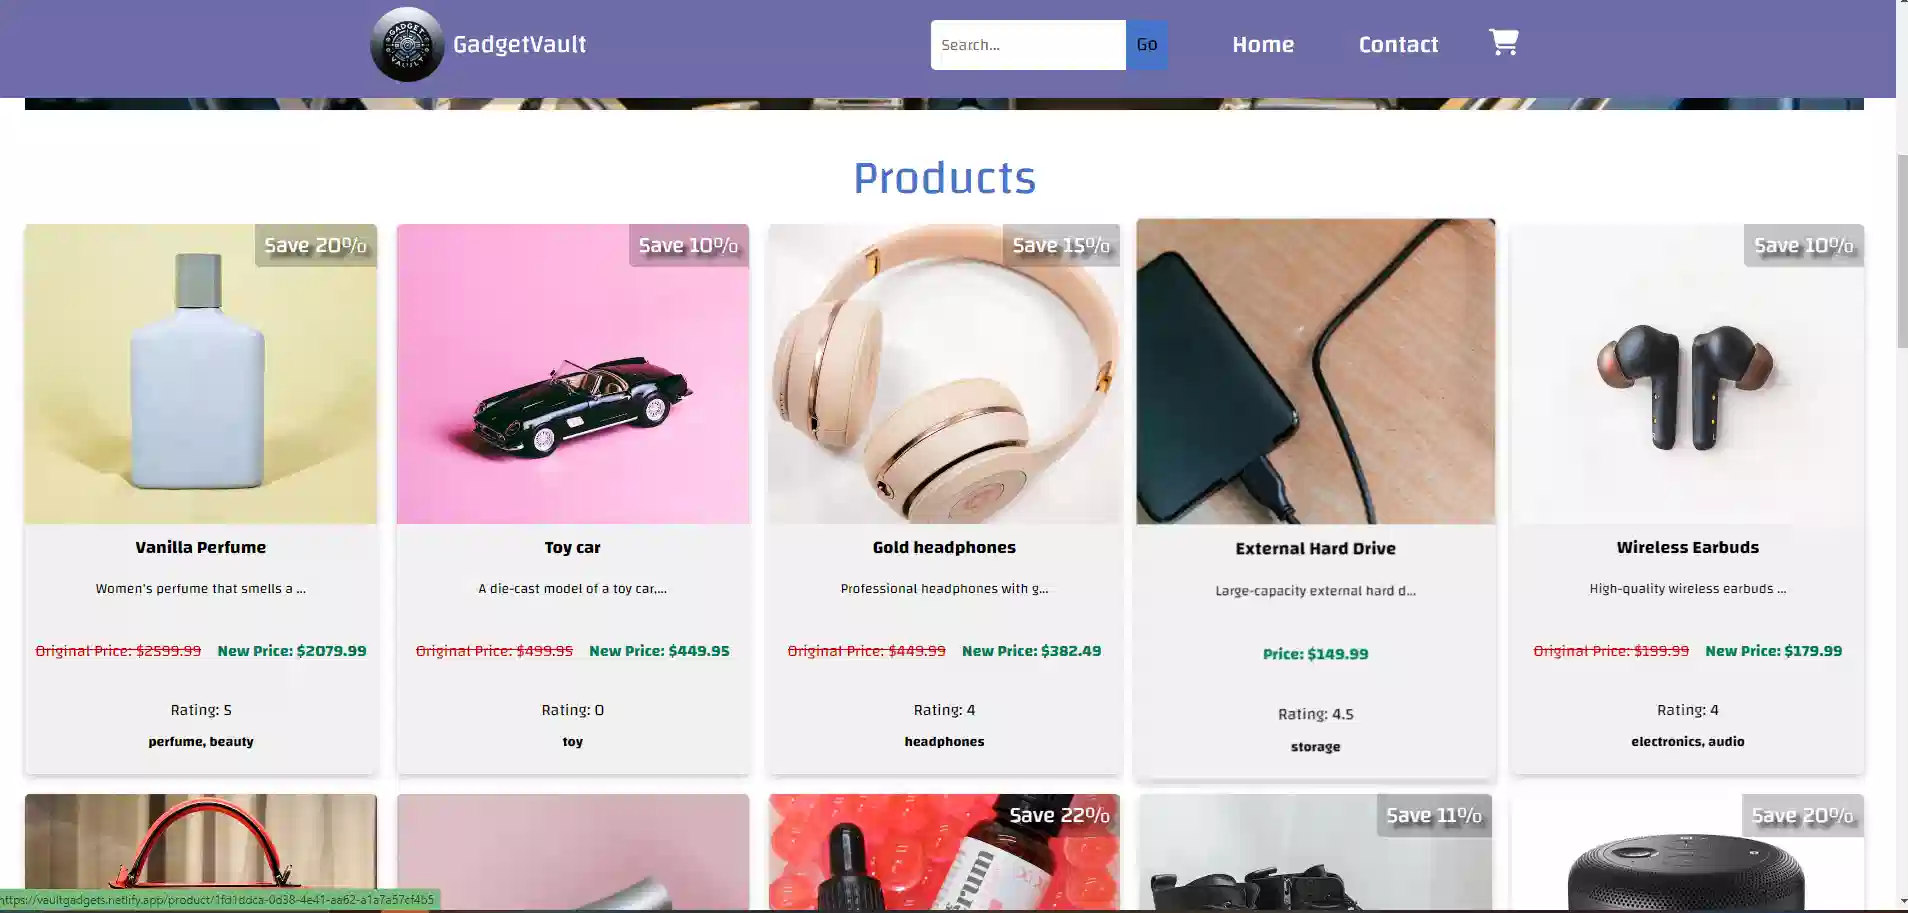 GADGET
VAULT
GadgetVault
Search...
Go
Home
Contact
Products
Save 20%
Save 10%
Save 15%
Save 10%
Vanilla Perfume
Toy car
Gold headphones
External Hard Drive
Wireless Earbuds
Women's perfume that smells a ...
A die-cast model of a toy car,...
Professional headphones with g...
Large-capacity external hard d...
High-quality wireless earbuds ...
Original Price: $2599.99 New Price: $2079.99
Original Price: $499.95 New Price: $449.95
Original Price: $449.99 New Price: $382.49
Price: $149.99
Original Price: $199.99 New Price: $179.99
Rating: 5
Rating: 0
Rating: 4
Rating: 4.5
Rating: 4
perfume, beauty
toy
headphones
storage
electronics, audio
Save 22%
Save 11%
Save 20%
sérum
https://vaultgadgets.netlify.app/product/1fd1ddca-0d38-4e41-aa62-a1a7a57cf4b5